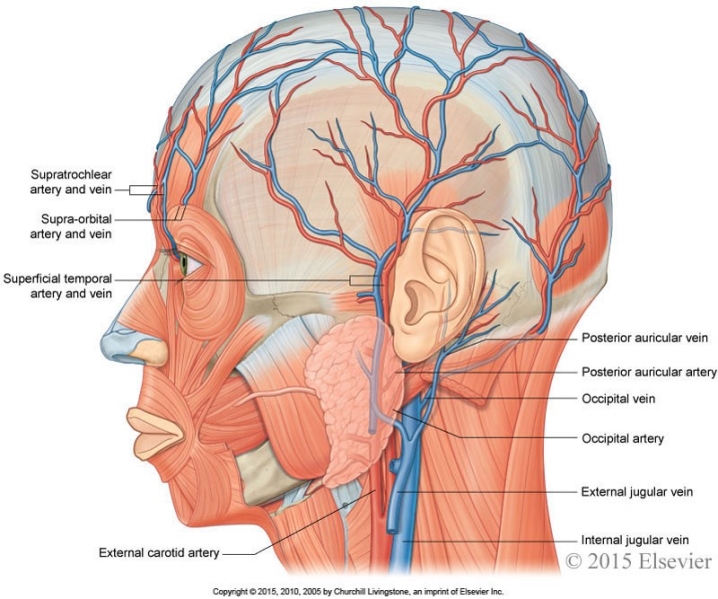 Supratrochlear
artery and vein
Supra-orbital
artery and vein
Superficial temporal
artery and vein
External carotid artery
Posterior auricular vein
Posterior auricular artery
Occipital vein
Occipital artery
External jugular vein
Internal jugular vein
© 2015 Elsevier
Copyright © 2015, 2010, 2005 by Churchill Livingstone, an imprint of Elsevier Inc.